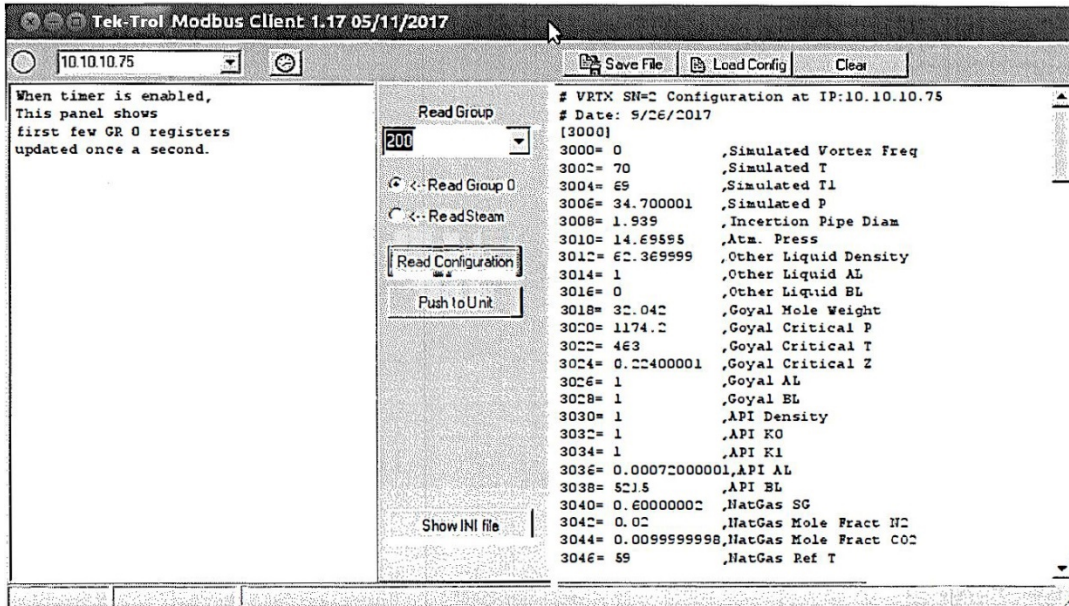 Tek-Trol Modbus Client 1.17 05/11/2017
10.10.10.75
Save File Load Config Clear
When timer is enabled,
This panel shows
first few GR 0 registers
updated once a second.
Read Group
200
<--Read Group 0
<--Read Steam
Read Configuration
Push to Unit
Show INI file
# VRTX SN=2 Configuration at IP:10.10.10.75
# Date: 9/26/2017
[3000]
3000= 0 ,Simulated Vortex Freq
3002= 70 ,Simulated T
3004= 69 ,Simulated T1
3006= 34.700001 ,Simulated P
3008= 1.939 ,Incertion Pipe Diam
3010= 14.69595 ,Atm. Press
3012= 62.369999 ,Other Liquid Density
3014= 1 ,Other Liquid AL
3016= 0 ,Other Liquid BL
3018= 32.042 ,Goyal Mole Weight
3020= 1174.2 ,Goyal Critical P
3022= 463 ,Goyal Critical T
3024= 0.22400001 ,Goyal Critical Z
3026= 1 ,Goyal AL
3028= 1 ,Goyal BL
3030= 1 ,API Density
3032= 1 ,API K0
3034= 1 ,API K1
3036= 0.00072000001,API AL
3038= 521.5 ,API BL
3040= 0.60000002 ,NatGas SG
3042= 0.02 ,NatGas Mole Fract N2
3044= 0.0099999998,NatGas Mole Fract CO2
3046= 59 ,NatGas Ref T